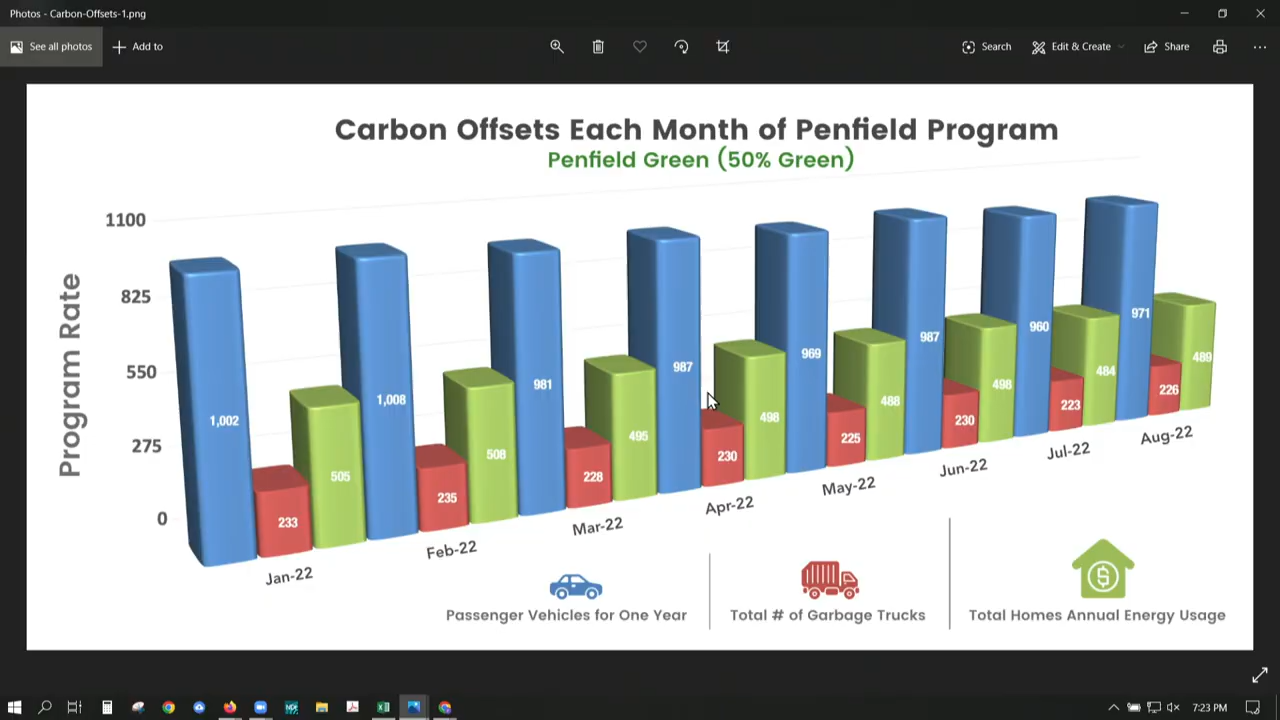 Photos - Carbon-Offsets-1.png
See all photos
Add to
Search
Edit & Create
Share
Carbon Offsets Each Month of Penfield Program
Penfield Green (50% Green)
Program Rate
1100
825
550
275
0
1,002 233 505
1,008 235 508
981 228 495
987 230 498
969 225 488
987 230 498
960 223 484
971 226 489
Jan-22
Feb-22
Mar-22
Apr-22
May-22
Jun-22
Jul-22
Aug-22
Passenger Vehicles for One Year
Total # of Garbage Trucks
$
Total Homes Annual Energy Usage
7:23 PM